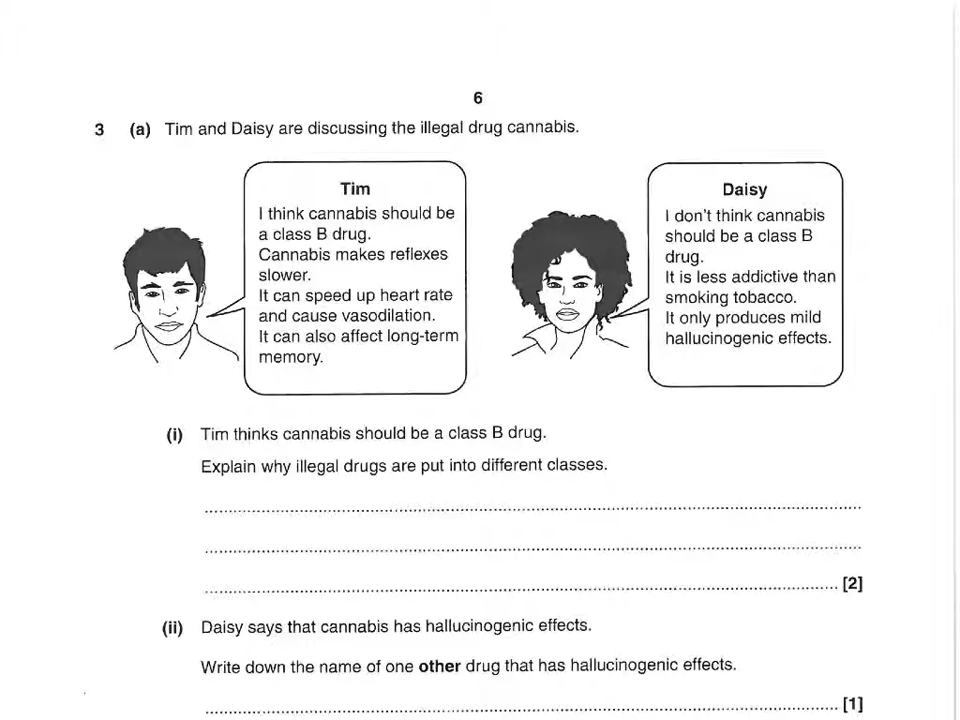 6
3 (a) Tim and Daisy are discussing the illegal drug cannabis.
Tim
I think cannabis should be
a class B drug.
Cannabis makes reflexes
slower.
It can speed up heart rate
and cause vasodilation.
It can also affect long-term
memory.
Daisy
I don't think cannabis
should be a class B
drug.
It is less addictive than
smoking tobacco.
It only produces mild
hallucinogenic effects.
(i) Tim thinks cannabis should be a class B drug.
Explain why illegal drugs are put into different classes.
[2]
(ii) Daisy says that cannabis has hallucinogenic effects.
Write down the name of one other drug that has hallucinogenic effects.
[1]